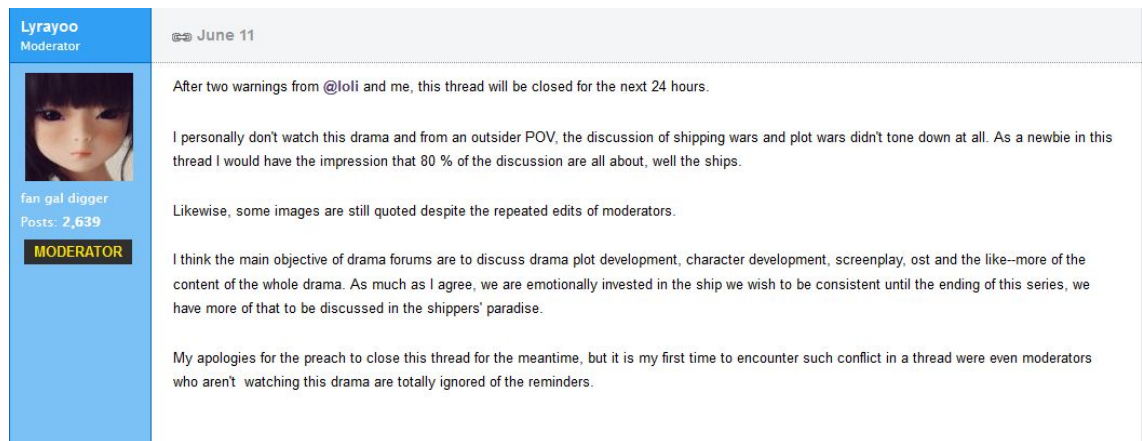 Lyrayoo
Moderator
June 11
fan gal digger
Posts: 2,639
MODERATOR
After two warnings from @loli and me, this thread will be closed for the next 24 hours.
I personally don't watch this drama and from an outsider POV, the discussion of shipping wars and plot wars didn't tone down at all. As a newbie in this
thread I would have the impression that 80 % of the discussion are all about, well the ships.
Likewise, some images are still quoted despite the repeated edits of moderators.
I think the main objective of drama forums are to discuss drama plot development, character development, screenplay, ost and the like--more of the
content of the whole drama. As much as I agree, we are emotionally invested in the ship we wish to be consistent until the ending of this series, we
have more of that to be discussed in the shippers' paradise.
My apologies for the preach to close this thread for the meantime, but it is my first time to encounter such conflict in a thread were even moderators
who aren't watching this drama are totally ignored of the reminders.